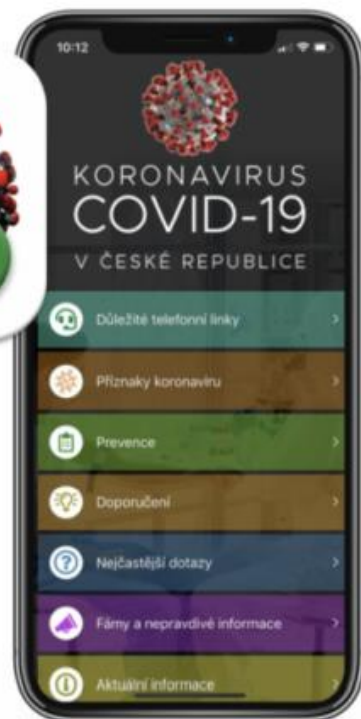 10:12
KORONAVIRUS
COVID-19
V ČESKÉ REPUBLICE
Důležité telefonní linky
Příznaky koronaviru
Prevence
Doporučení
Nejčastější dotazy
Fámy a nepravdivé informace
Aktuální informace